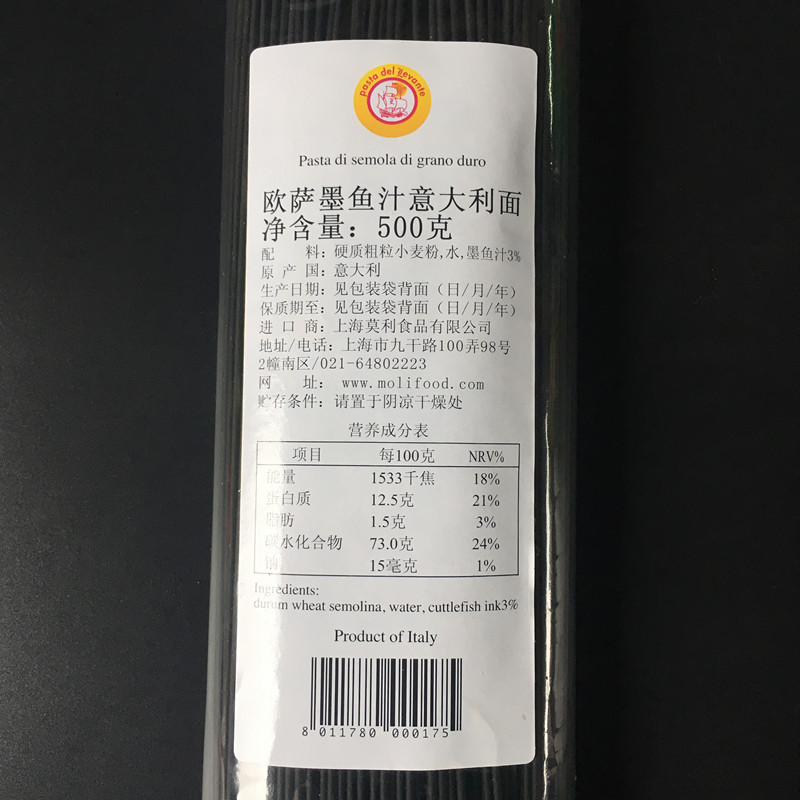 pasta del Levante
Pasta di semola di grano duro
欧萨墨鱼汁意大利面
净含量：500克
配 料：硬质粗粒小麦粉,水,墨鱼汁3%
原 产 国：意大利
生产日期：见包装袋背面（日/月/年）
保质期至：见包装袋背面（日/月/年）
进 口 商：上海莫利食品有限公司
地址/电话：上海市九干路100弄98号
2幢南区/021-64802223
网 址： www.molifood.com
贮存条件：请置于阴凉干燥处
营养成分表
项目 每100克 NRV%
能量 1533千焦 18%
蛋白质 12.5克 21%
脂肪 1.5克 3%
碳水化合物 73.0克 24%
钠 15毫克 1%
Ingredients:
durum wheat semolina, water, cuttlefish ink3%
Product of Italy
8 011780 000175